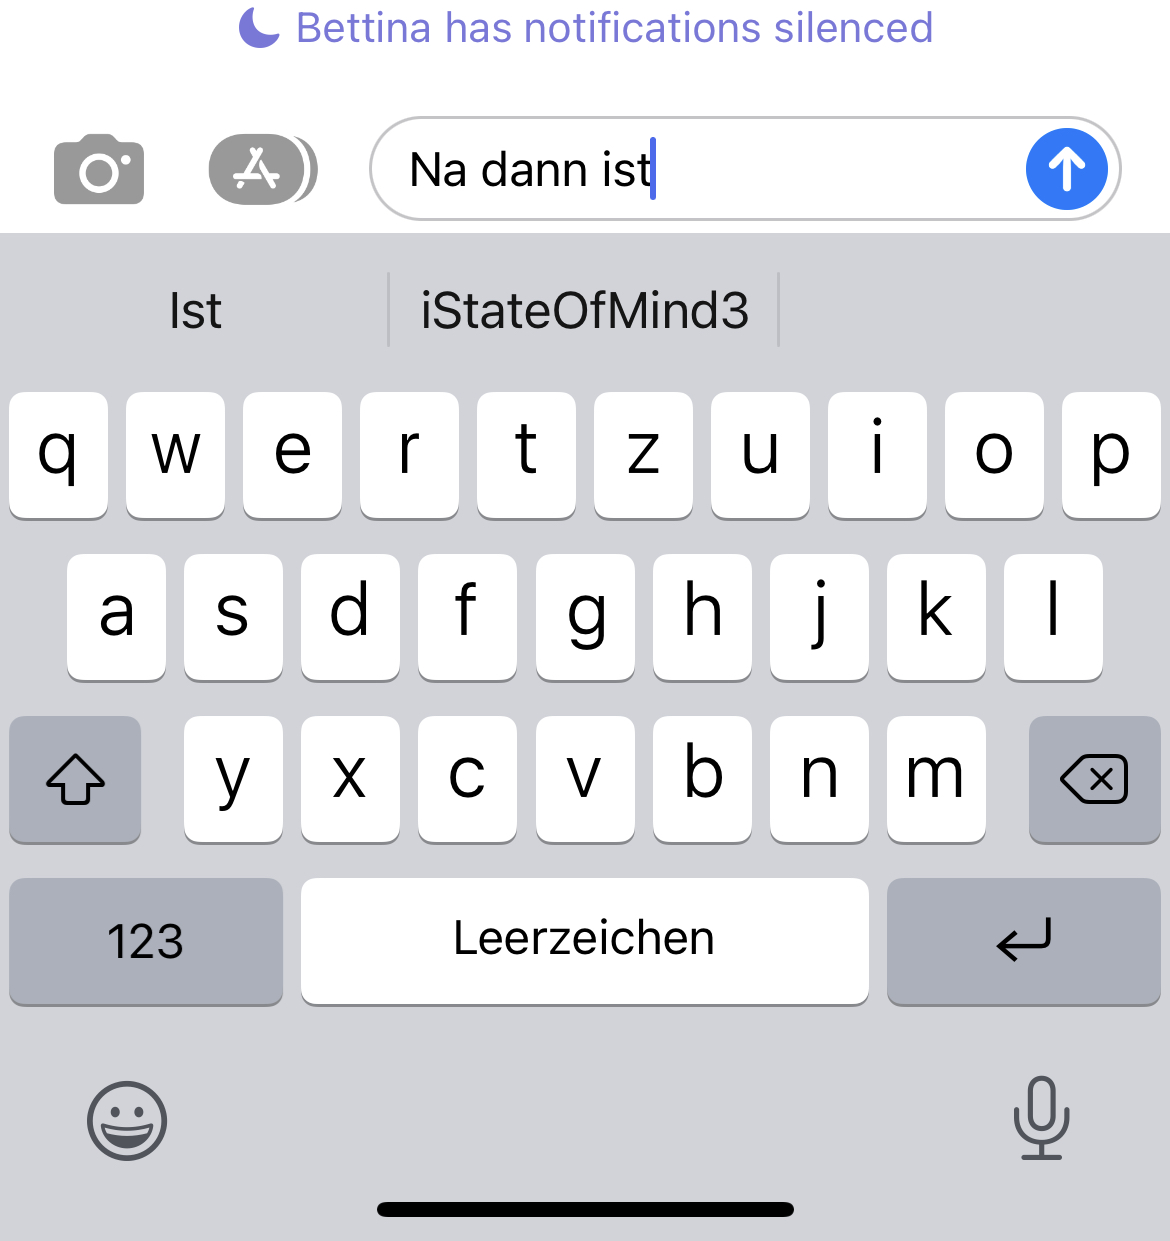 Bettina has notifications silenced
Na dann ist
Ist iStateOfMind3
q w e r t z u i o p
a s d f g h j k l
y x c v b n m
123 Leerzeichen